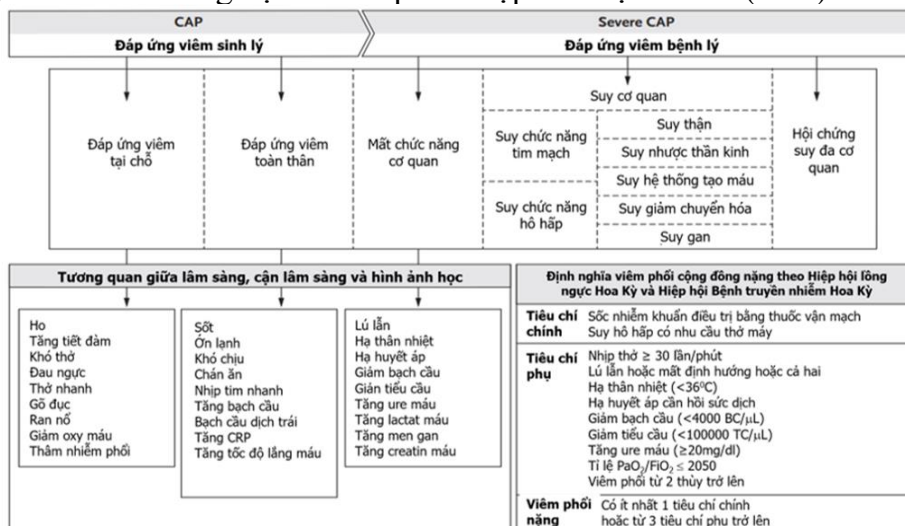 CAP
Severe CAP
Đáp ứng viêm sinh lý
Đáp ứng viêm bệnh lý
Đáp ứng viêm
tại chỗ
Đáp ứng viêm
toàn thân
Mất chức năng
cơ quan
Suy cơ quan
Suy chức năng
tim mạch
Suy chức năng
hô hấp
Suy thận
Suy nhược thần kinh
Suy hệ thống tạo máu
Suy giảm chuyển hóa
Suy gan
Hội chứng
suy đa cơ
quan
Tương quan giữa lâm sàng, cận lâm sàng và hình ảnh học
Ho
Tăng tiết đàm
Khó thở
Đau ngực
Thở nhanh
Gõ đục
Ran nổ
Giảm oxy máu
Thâm nhiễm phổi
Sốt
Ớn lạnh
Khó chịu
Chán ăn
Nhịp tim nhanh
Tăng bạch cầu
Bạch cầu dịch trái
Tăng CRP
Tăng tốc độ lắng máu
Lú lẫn
Hạ thân nhiệt
Hạ huyết áp
Giảm bạch cầu
Giản tiểu cầu
Tăng ure máu
Tăng lactat máu
Tăng men gan
Tăng creatin máu
Định nghĩa viêm phổi cộng đồng nặng theo Hiệp hội lồng
ngực Hoa Kỳ và Hiệp hội Bệnh truyền nhiễm Hoa Kỳ
Tiêu chí chính
Sốc nhiễm khuẩn điều trị bằng thuốc vận mạch
Suy hô hấp có nhu cầu thở máy
Tiêu chí phụ
Nhịp thở ≥ 30 lần/phút
Lú lẫn hoặc mất định hướng hoặc cả hai
Hạ thân nhiệt (<36⁰C)
Hạ huyết áp cần hồi sức dịch
Giảm bạch cầu (<4000 BC/μL)
Giảm tiểu cầu (<100000 TC/μL)
Tăng ure máu (≥20mg/dl)
Tỉ lệ PaO₂/FiO₂ ≤ 2050
Viêm phổi từ 2 thùy trở lên
Viêm phổi nặng
Có ít nhất 1 tiêu chí chính
hoặc từ 3 tiêu chí phụ trở lên